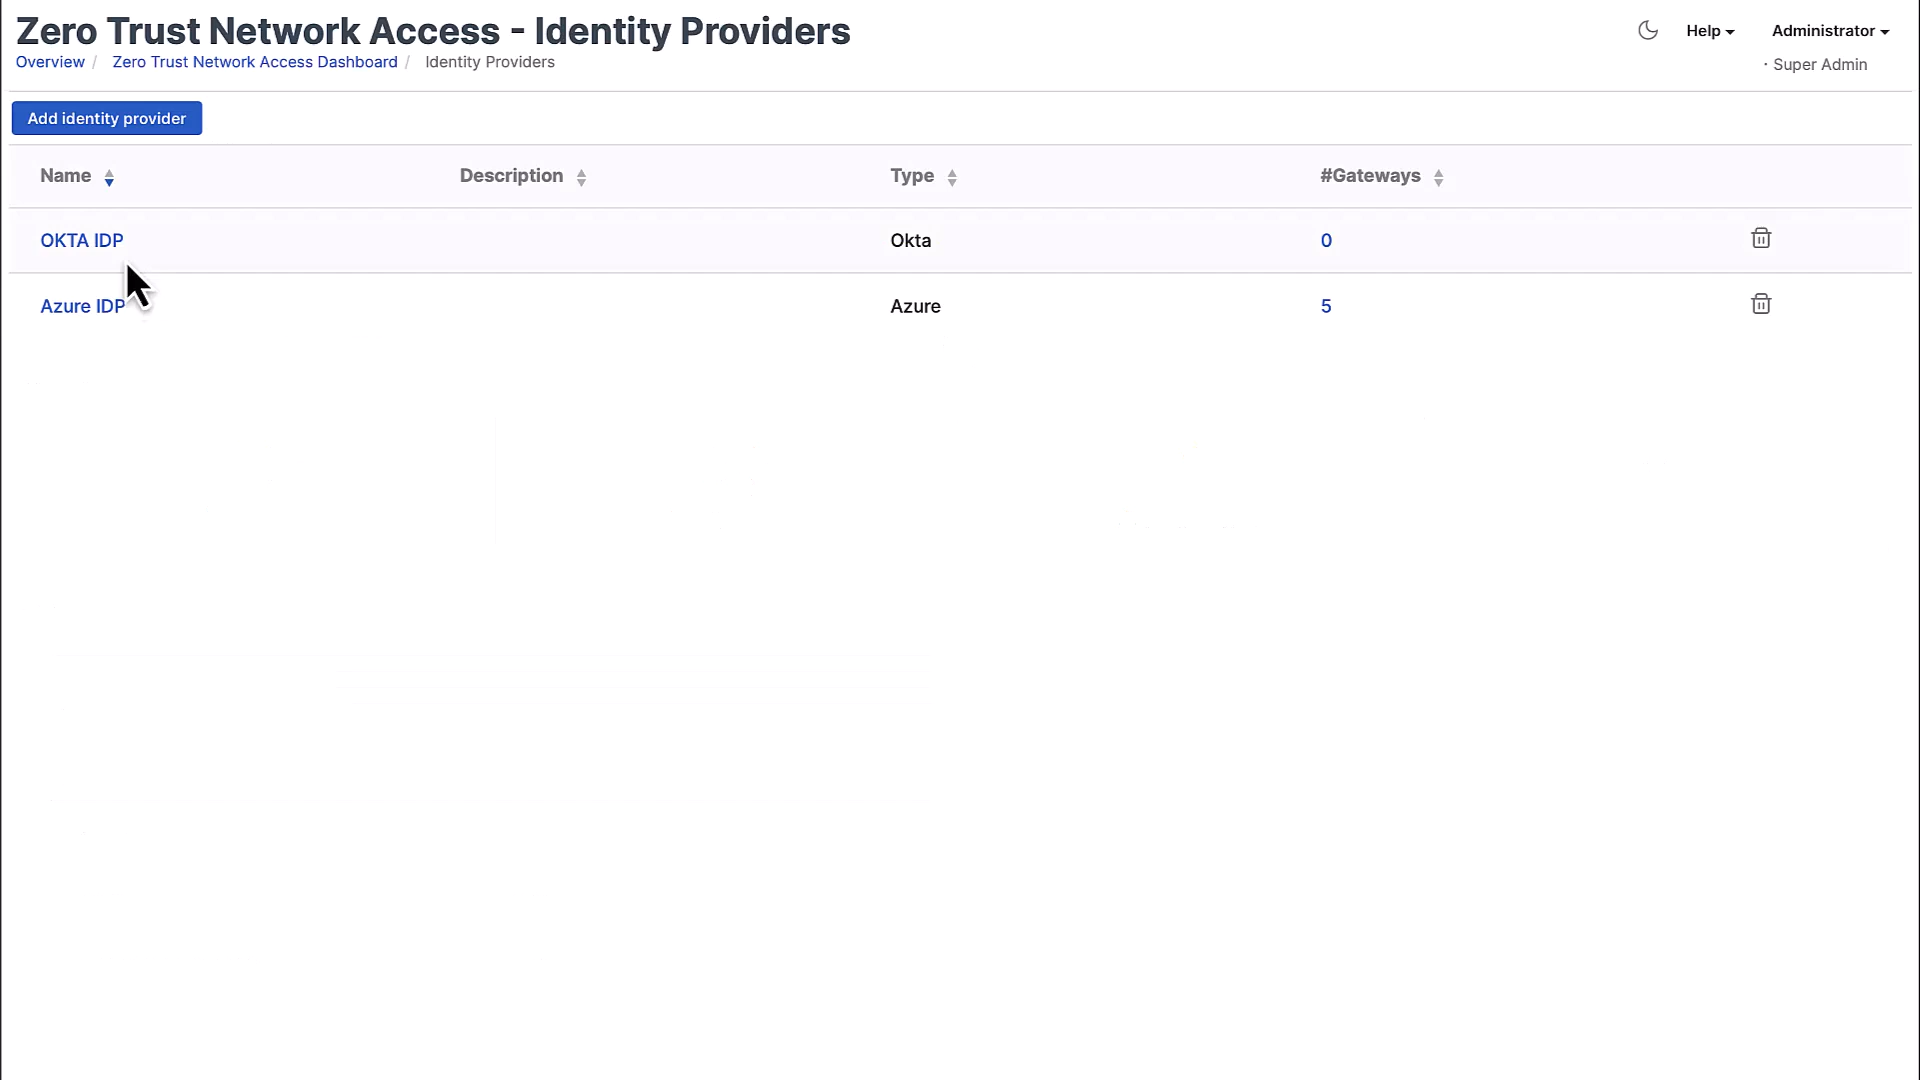 Zero Trust Network Access - Identity Providers
Help
Administrator
Overview / Zero Trust Network Access Dashboard / Identity Providers
· Super Admin
Add identity provider
Name Description Type #Gateways
OKTA IDP Okta 0
Azure IDP Azure 5